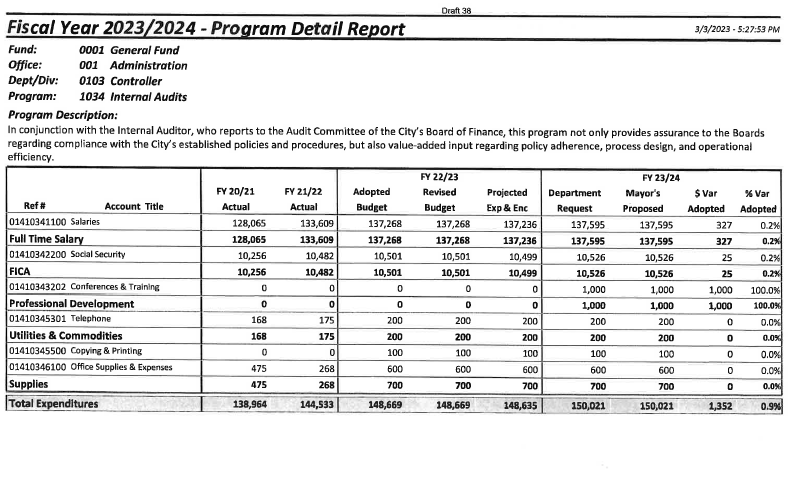 Draft 38
Fiscal Year 2023/2024 - Program Detail Report 3/3/2023 - 5:27:53 PM
Fund: 0001 General Fund
Office: 001 Administration
Dept/Div: 0103 Controller
Program: 1034 Internal Audits
Program Description:
In conjunction with the Internal Auditor, who reports to the Audit Committee of the City's Board of Finance, this program not only provides assurance to the Boards
regarding compliance with the City's established policies and procedures, but also value-added input regarding policy adherence, process design, and operational
efficiency.
FY 22/23 FY 23/24
FY 20/21 FY 21/22 Adopted Revised Projected Department Mayor's $ Var % Var
Ref # Account Title Actual Actual Budget Budget Exp & Enc Request Proposed Adopted Adopted
01410341100 Salaries 128,065 133,609 137,268 137,268 137,236 137,595 137,595 327 0.2%
Full Time Salary 128,065 133,609 137,268 137,268 137,236 137,595 137,595 327 0.2%
01410342200 Social Security 10,256 10,482 10,501 10,501 10,499 10,526 10,526 25 0.2%
FICA 10,256 10,482 10,501 10,501 10,499 10,526 10,526 25 0.2%
01410343202 Conferences & Training 0 0 0 0 0 1,000 1,000 1,000 100.0%
Professional Development 0 0 0 0 0 1,000 1,000 1,000 100.0%
01410345301 Telephone 168 175 200 200 200 200 200 0 0.0%
Utilities & Commodities 168 175 200 200 200 200 200 0 0.0%
01410345500 Copying & Printing 0 0 100 100 100 100 100 0 0.0%
01410346100 Office Supplies & Expenses 475 268 600 600 600 600 600 0 0.0%
Supplies 475 268 700 700 700 700 700 0 0.0%
Total Expenditures 138,964 144,533 148,669 148,669 148,635 150,021 150,021 1,352 0.9%